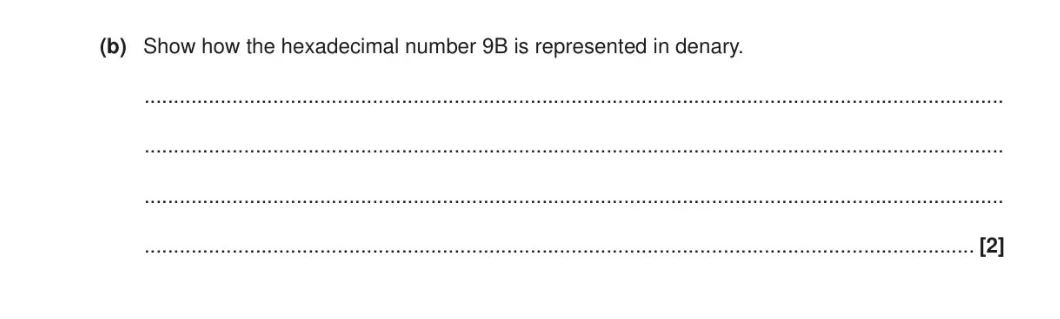 (b) Show how the hexadecimal number 9B is represented in denary.
................................................................................
................................................................................
................................................................................
................................................................................ [2]